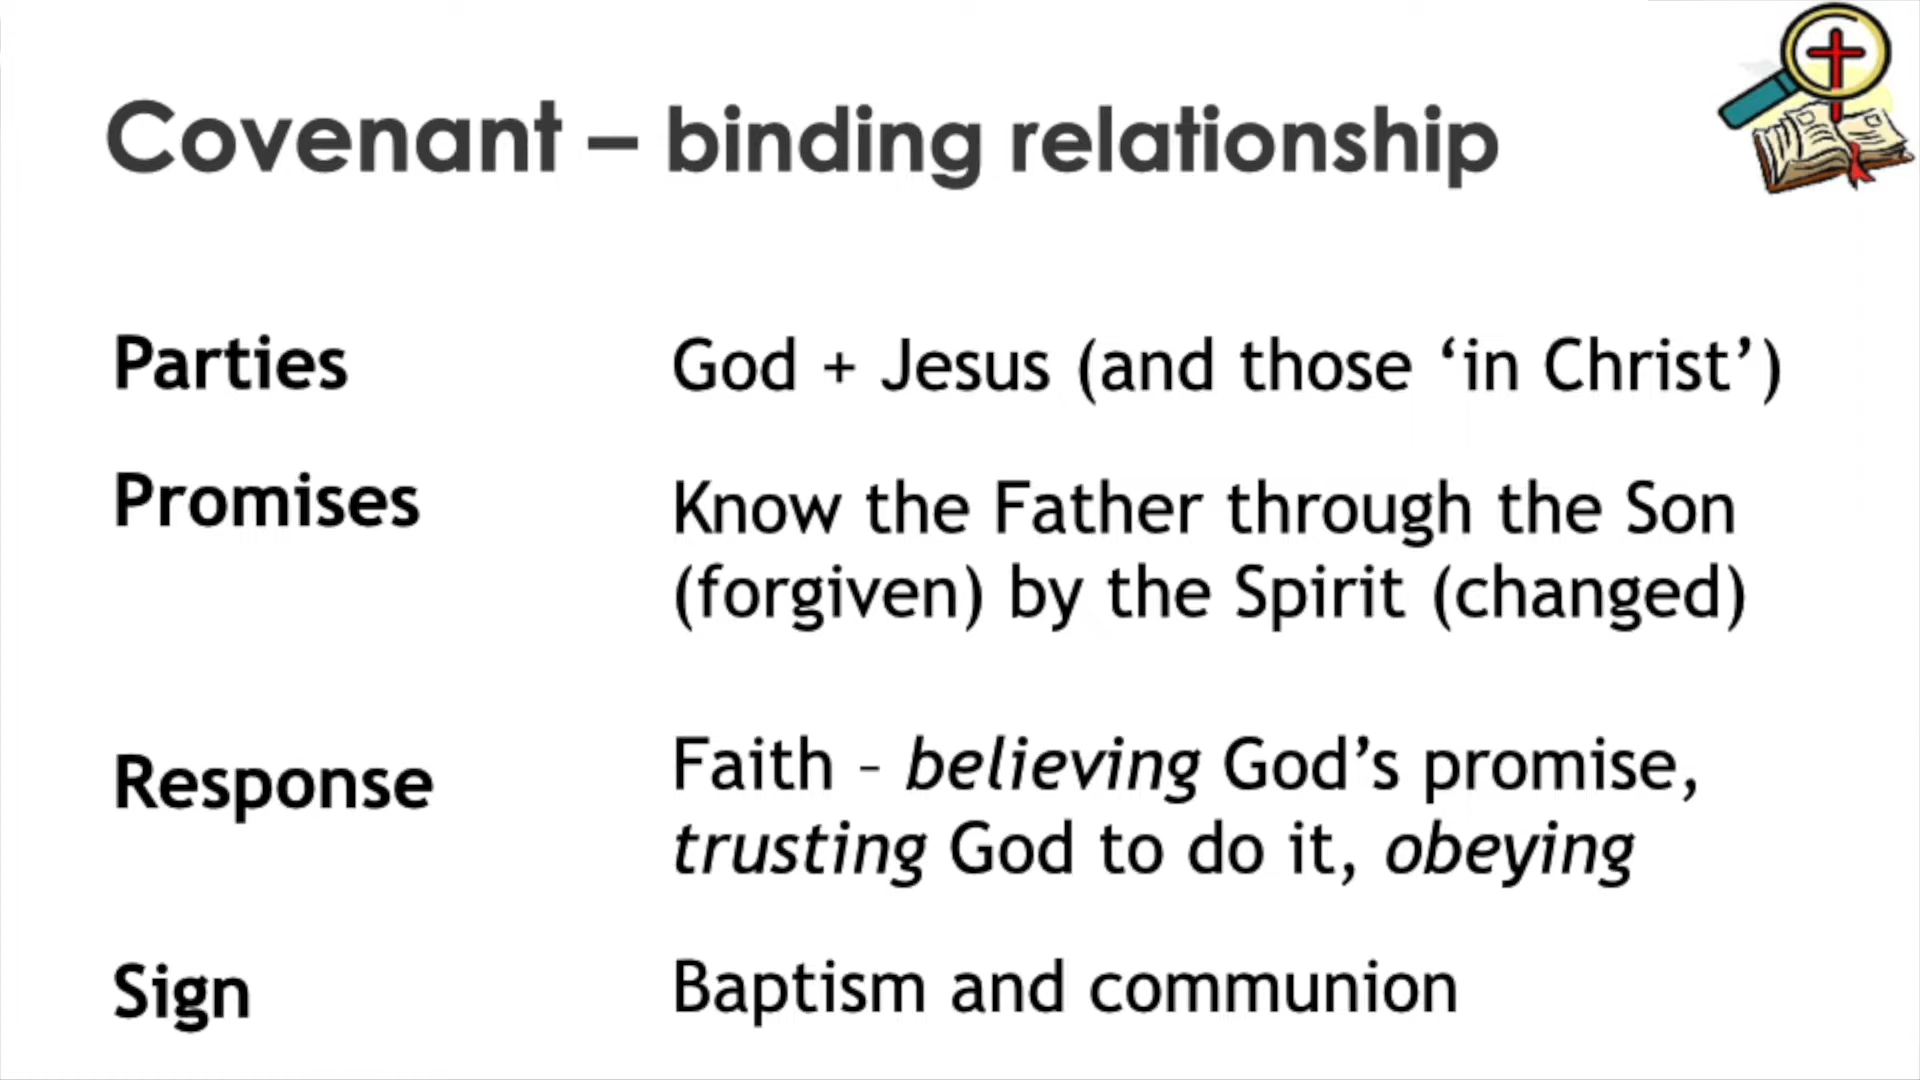 Covenant – binding relationship
Parties
God + Jesus (and those ‘in Christ’)
Promises
Know the Father through the Son
(forgiven) by the Spirit (changed)
Response
Faith – believing God’s promise,
trusting God to do it, obeying
Sign
Baptism and communion